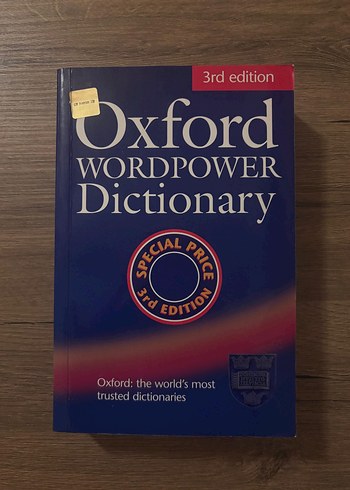 3rd edition
Oxford
WORDPOWER
Dictionary
SPECIAL PRICE
3rd EDITION
Oxford: the world's most
trusted dictionaries